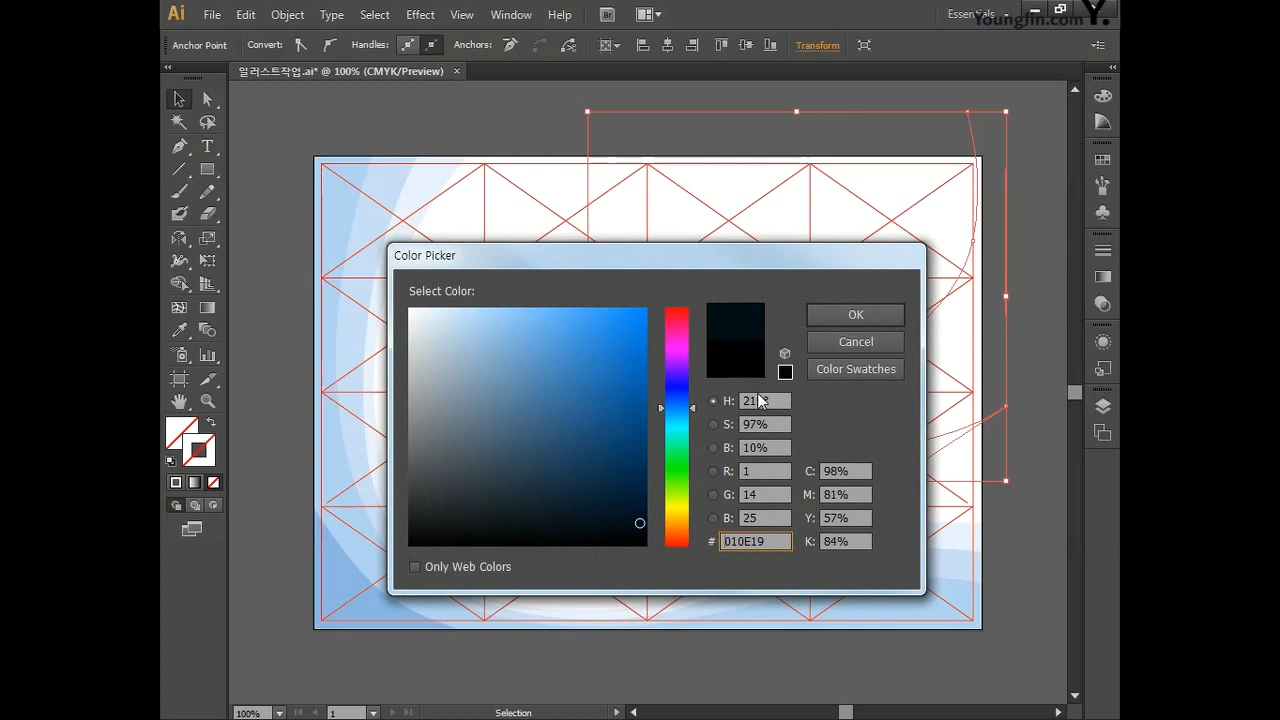 Ai File Edit Object Type Select Effect View Window Help Br Essentials
YoungJin.com Y.
Anchor Point Convert: Handles: Anchors: Transform
일러스트작업.ai* @ 100% (CMYK/Preview) ×
T
Color Picker
Select Color:
OK
Cancel
Color Swatches
H:
S: 97%
B: 10%
R: 1 C: 98%
G: 14 M: 81%
B: 25 Y: 57%
# 010E19 K: 84%
Only Web Colors
100% 1 Selection